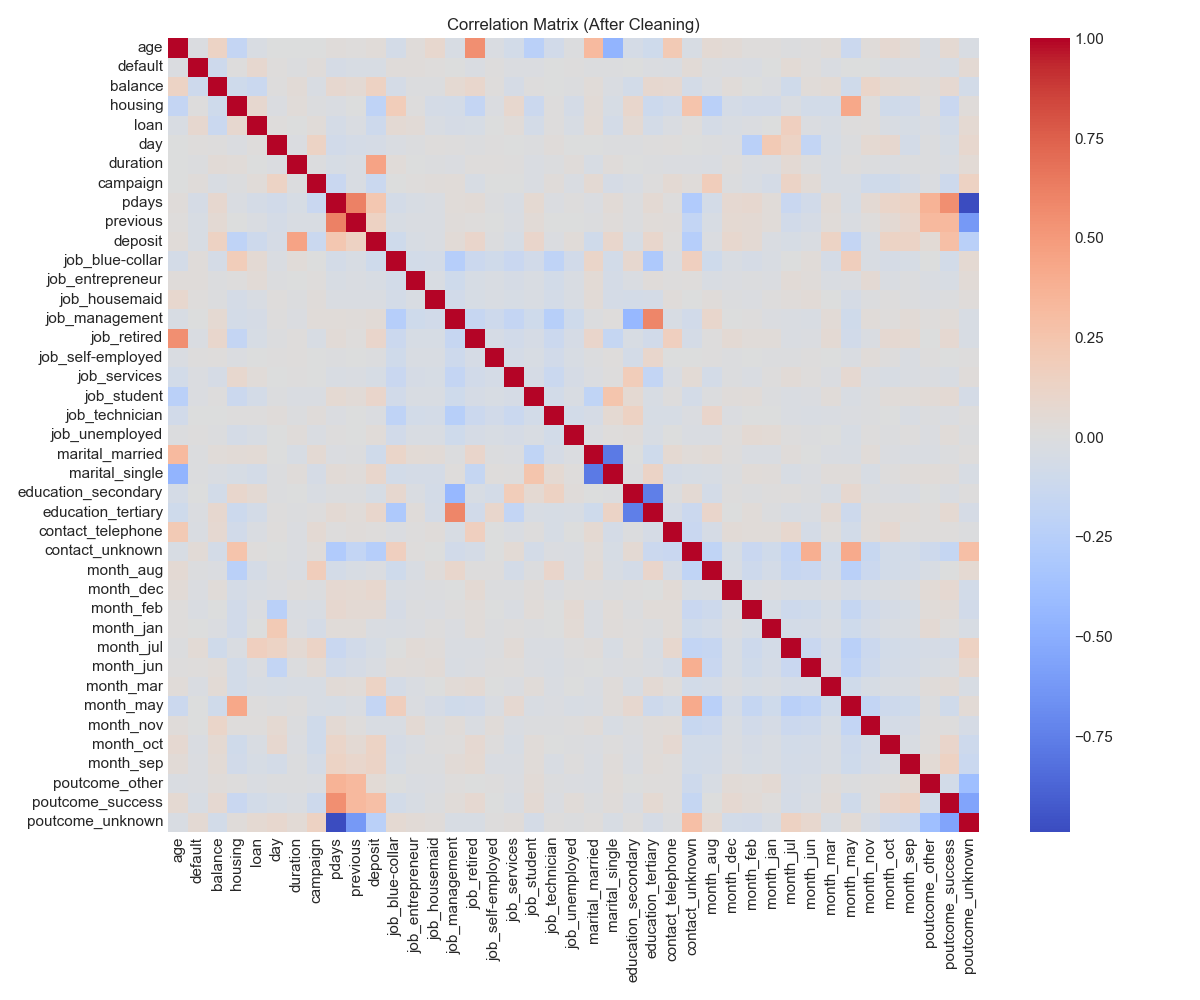 Correlation Matrix (After Cleaning)
age
default
balance
housing
loan
day
duration
campaign
pdays
previous
deposit
job_blue-collar
job_entrepreneur
job_housemaid
job_management
job_retired
job_self-employed
job_services
job_student
job_technician
job_unemployed
marital_married
marital_single
education_secondary
education_tertiary
contact_telephone
contact_unknown
month_aug
month_dec
month_feb
month_jan
month_jul
month_jun
month_mar
month_may
month_nov
month_oct
month_sep
poutcome_other
poutcome_success
poutcome_unknown
age
default
balance
housing
loan
day
duration
campaign
pdays
previous
deposit
job_blue-collar
job_entrepreneur
job_housemaid
job_management
job_retired
job_self-employed
job_services
job_student
job_technician
job_unemployed
marital_married
marital_single
education_secondary
education_tertiary
contact_telephone
contact_unknown
month_aug
month_dec
month_feb
month_jan
month_jul
month_jun
month_mar
month_may
month_nov
month_oct
month_sep
poutcome_other
poutcome_success
poutcome_unknown
1.00
0.75
0.50
0.25
0.00
−0.25
−0.50
−0.75